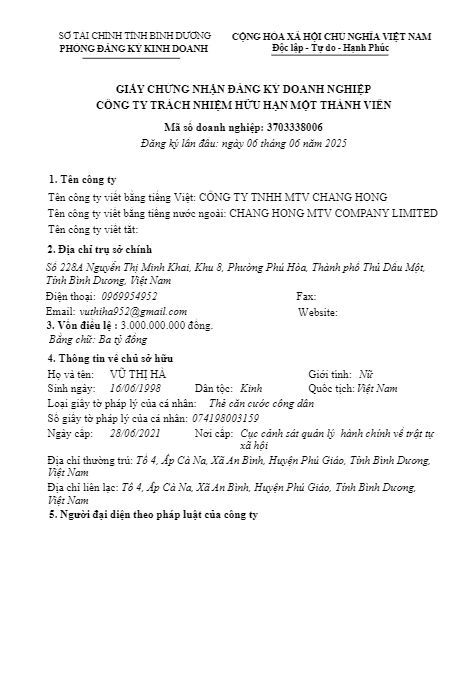 SỞ TÀI CHÍNH TỈNH BÌNH DƯƠNG
PHÒNG ĐĂNG KÝ KINH DOANH
CỘNG HÒA XÃ HỘI CHỦ NGHĨA VIỆT NAM
Độc lập - Tự do - Hạnh Phúc
GIẤY CHỨNG NHẬN ĐĂNG KÝ DOANH NGHIỆP
CÔNG TY TRÁCH NHIỆM HỮU HẠN MỘT THÀNH VIÊN
Mã số doanh nghiệp: 3703338006
Đăng ký lần đầu: ngày 06 tháng 06 năm 2025
1. Tên công ty
Tên công ty viết bằng tiếng Việt: CÔNG TY TNHH MTV CHANG HONG
Tên công ty viết bằng tiếng nước ngoài: CHANG HONG MTV COMPANY LIMITED
Tên công ty viết tắt:
2. Địa chỉ trụ sở chính
Số 228A Nguyễn Thị Minh Khai, Khu 8, Phường Phú Hòa, Thành phố Thủ Dầu Một,
Tỉnh Bình Dương, Việt Nam
Điện thoại: 0969954952 Fax:
Email: vuthiha952@gmail.com Website:
3. Vốn điều lệ : 3.000.000.000 đồng.
Bằng chữ: Ba tỷ đồng
4. Thông tin về chủ sở hữu
Họ và tên: VŨ THỊ HÀ Giới tính: Nữ
Sinh ngày: 16/06/1998 Dân tộc: Kinh Quốc tịch: Việt Nam
Loại giấy tờ pháp lý của cá nhân: Thẻ căn cước công dân
Số giấy tờ pháp lý của cá nhân: 074198003159
Ngày cấp: 28/06/2021 Nơi cấp: Cục cảnh sát quản lý hành chính về trật tự
xã hội
Địa chỉ thường trú: Tổ 4, Ấp Cà Na, Xã An Bình, Huyện Phú Giáo, Tỉnh Bình Dương,
Việt Nam
Địa chỉ liên lạc: Tổ 4, Ấp Cà Na, Xã An Bình, Huyện Phú Giáo, Tỉnh Bình Dương,
Việt Nam
5. Người đại diện theo pháp luật của công ty